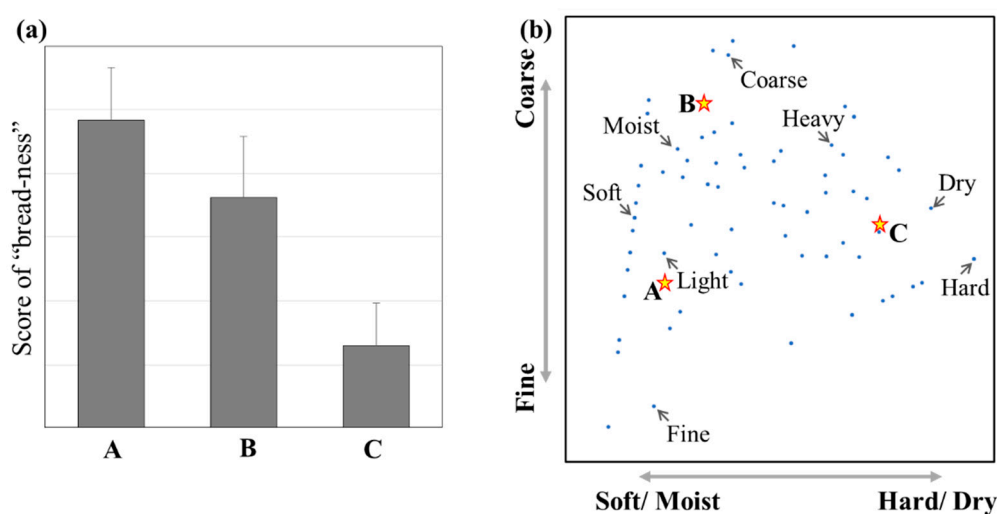 (a)
Score of “bread-ness”
A
B
C
(b)
Coarse
Fine
Coarse
B
Moist
Heavy
Soft
Dry
C
A
Light
Hard
Fine
Soft/ Moist
Hard/ Dry